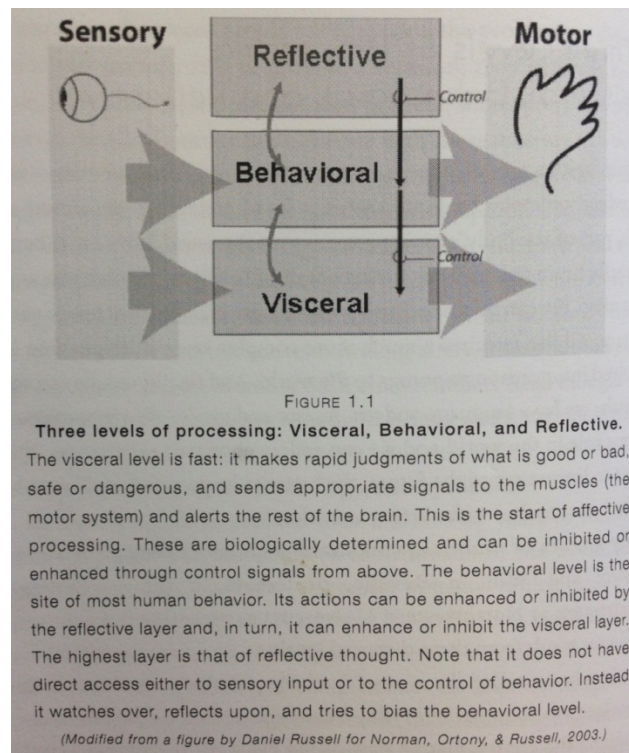 Sensory
Reflective
Motor
Control
Behavioral
Control
Visceral
FIGURE 1.1
Three levels of processing: Visceral, Behavioral, and Reflective.
The visceral level is fast: it makes rapid judgments of what is good or bad,
safe or dangerous, and sends appropriate signals to the muscles (the
motor system) and alerts the rest of the brain. This is the start of affective
processing. These are biologically determined and can be inhibited or
enhanced through control signals from above. The behavioral level is the
site of most human behavior. Its actions can be enhanced or inhibited by
the reflective layer and, in turn, it can enhance or inhibit the visceral layer.
The highest layer is that of reflective thought. Note that it does not have
direct access either to sensory input or to the control of behavior. Instead
it watches over, reflects upon, and tries to bias the behavioral level.
(Modified from a figure by Daniel Russell for Norman, Ortony, & Russell, 2003.)